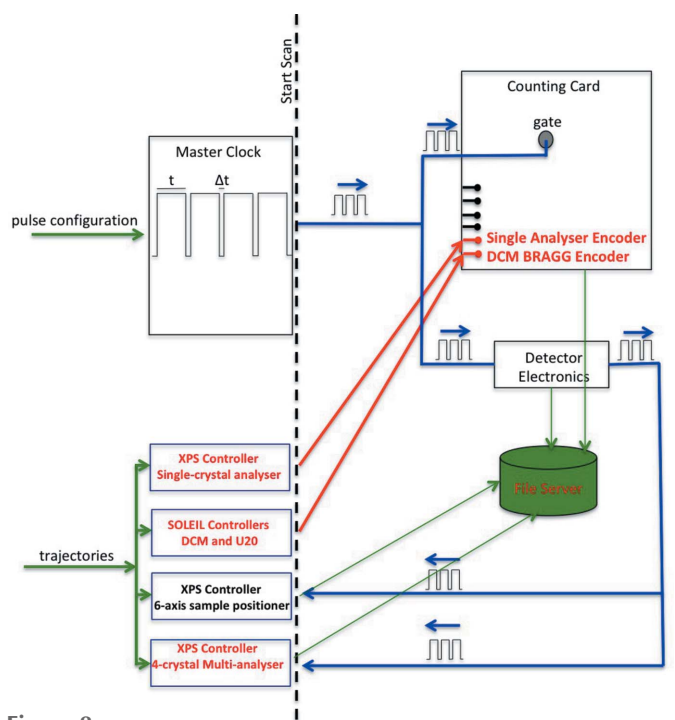 Start Scan
Counting Card
gate
Master Clock
t
Δt
pulse configuration
Single Analyser Encoder
DCM BRAGG Encoder
Detector
Electronics
XPS Controller
Single-crystal analyser
File Server
SOLEIL Controllers
DCM and U20
trajectories
XPS Controller
6-axis sample positioner
XPS Controller
4-crystal Multi-analyser